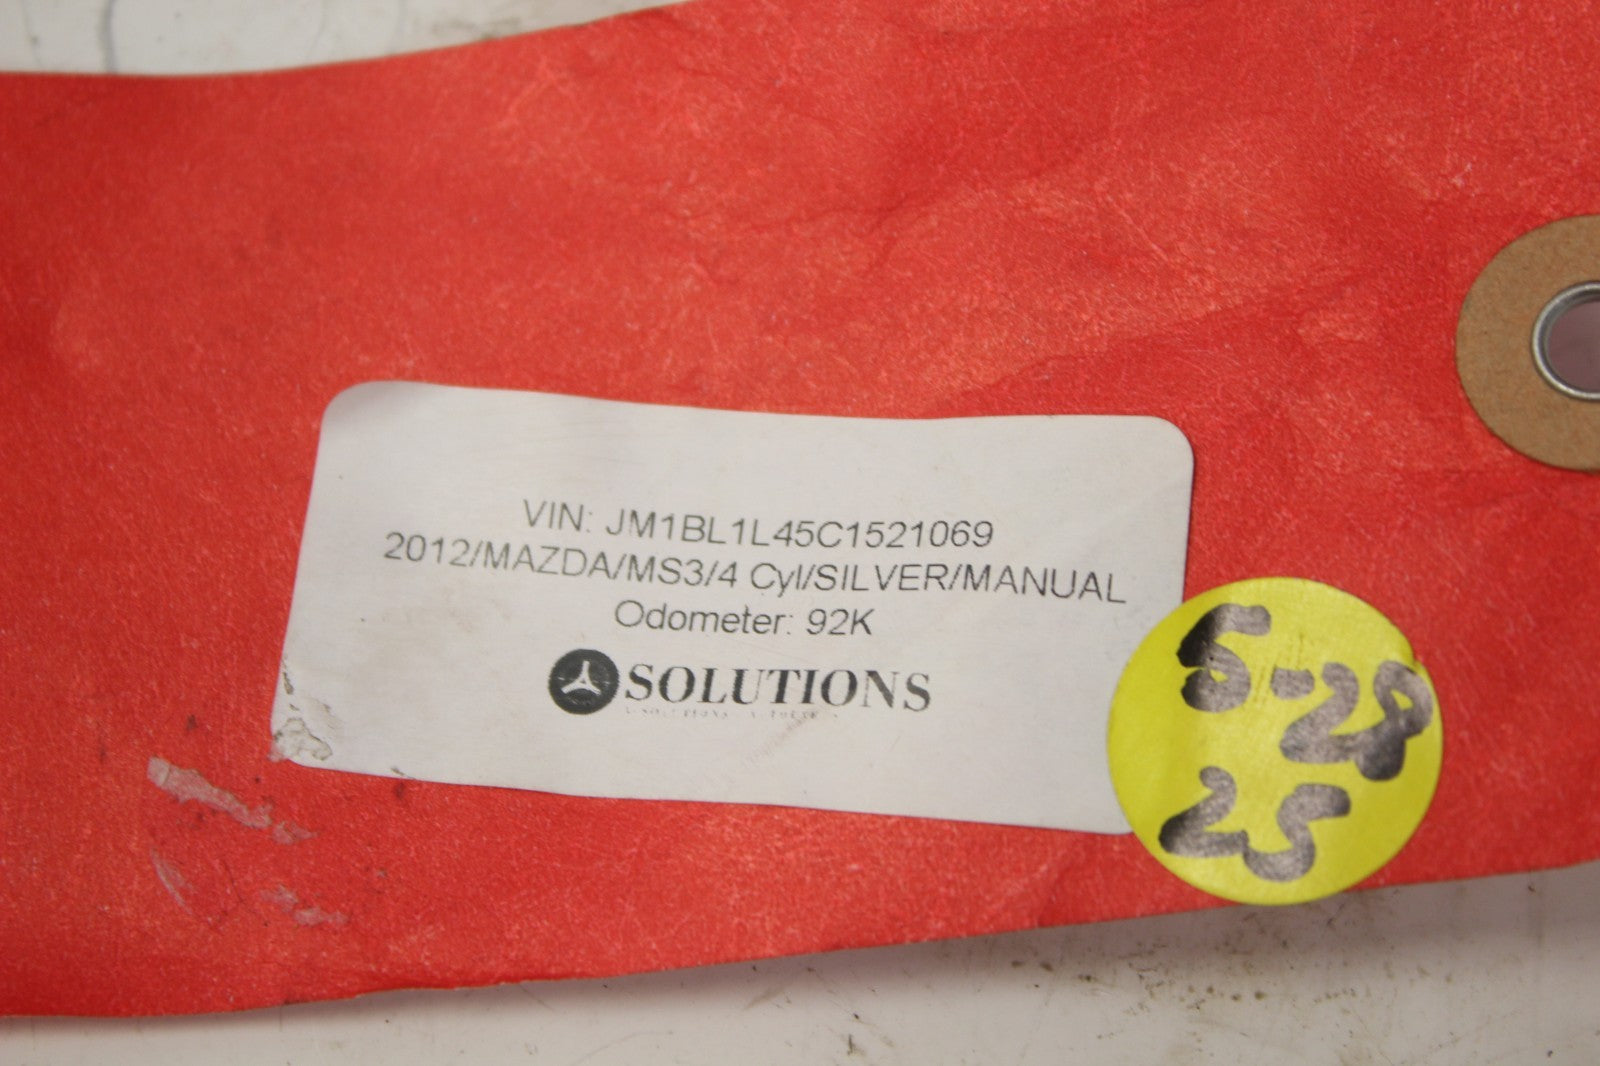 VIN: JM1BL1L45C1521069
2012/MAZDA/MS3/4 Cyl/SILVER/MANUAL
Odometer: 92K
SOLUTIONS
5-28
25